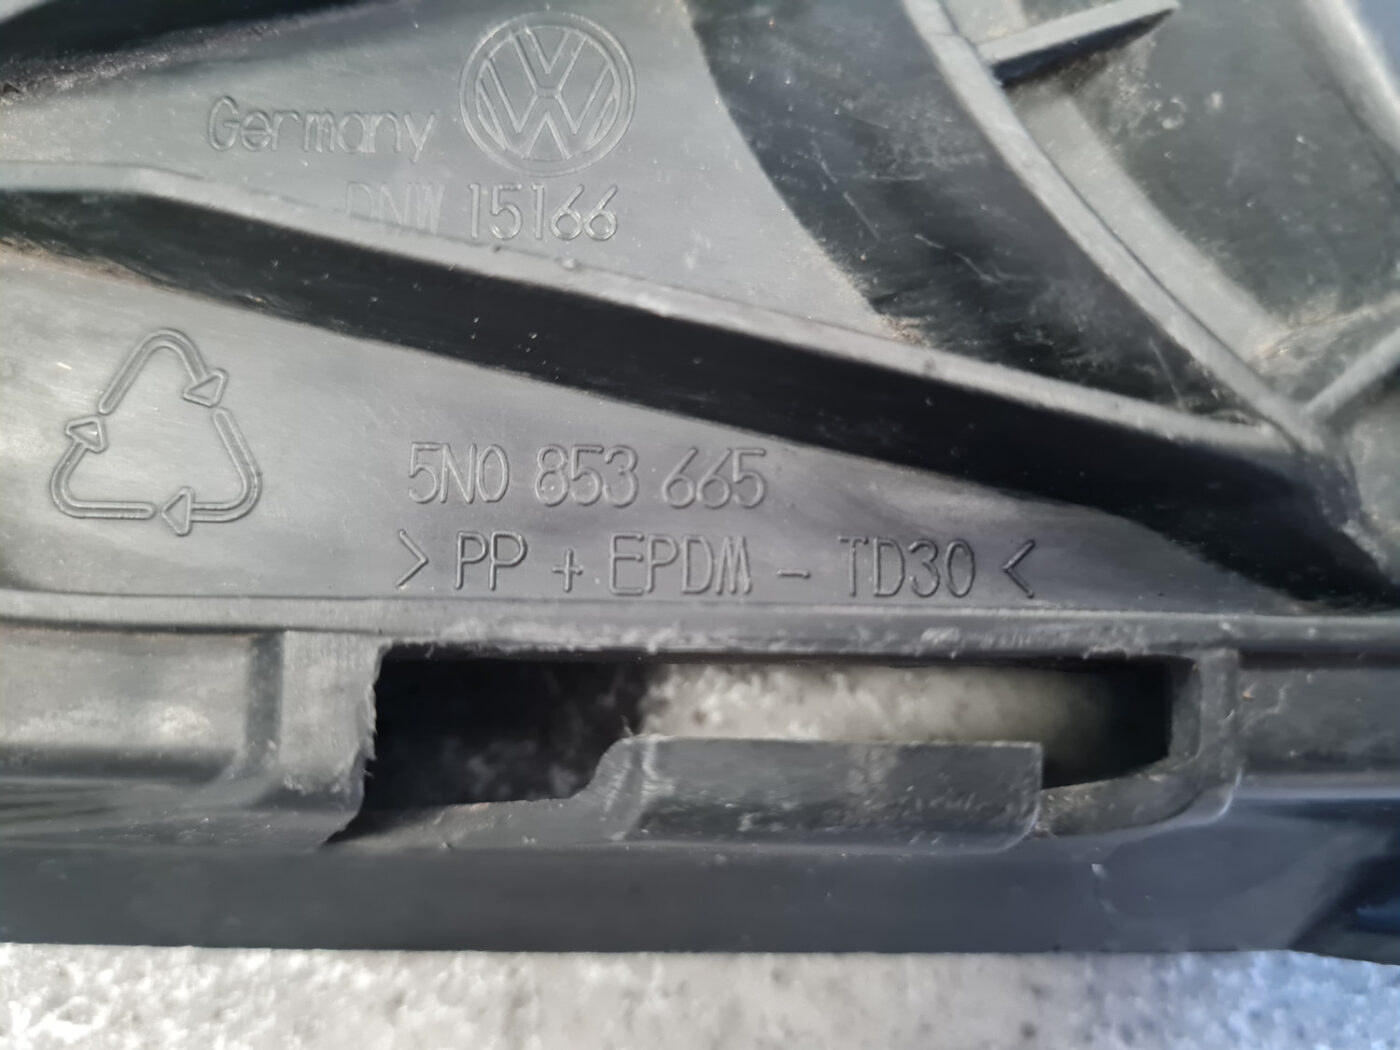 Germany
DNW 15166
5N0 853 665
> PP + EPDM - TD30 <